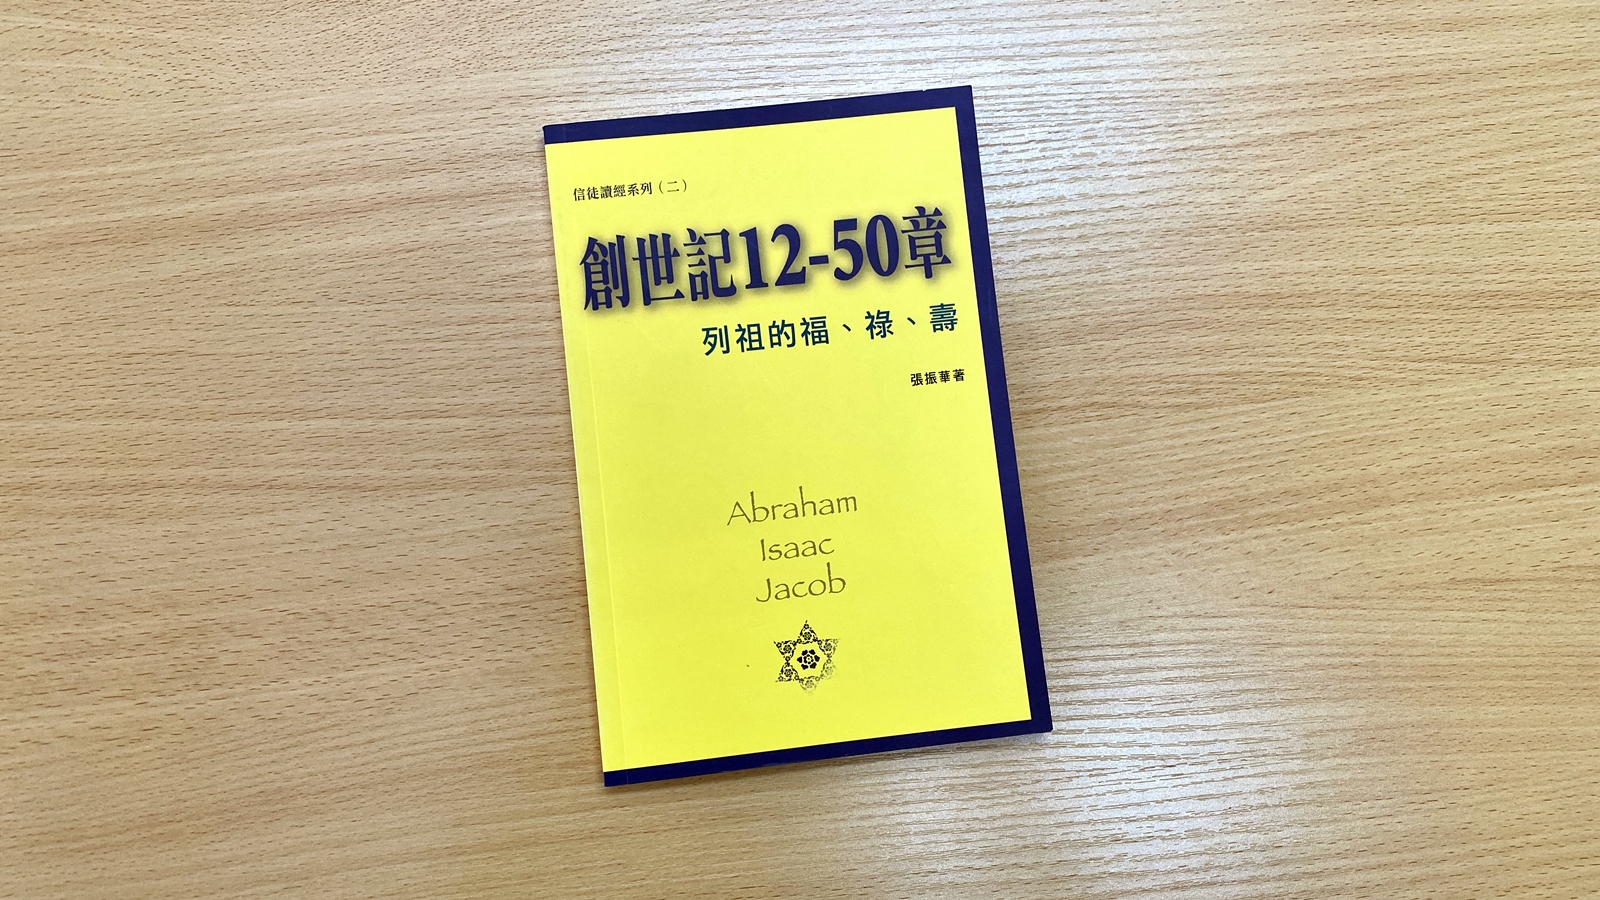 信徒讀經系列（二）
創世記12-50章
列祖的福、祿、壽
張振華著
Abraham
Isaac
Jacob